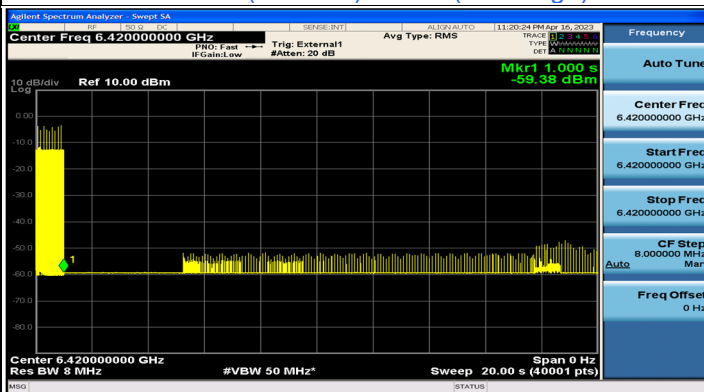 Agilent Spectrum Analyzer - Swept SA
RF 50 Ω DC SENSE:INT ALIGN AUTO 11:20:24 PM Apr 16, 2023
Center Freq 6.420000000 GHz
PNO: Fast
IFGain:Low
Trig: External1
#Atten: 20 dB
Avg Type: RMS
TRACE 1 2 3 4 5 6
TYPE
DET A N N N N N
Mkr1 1.000 s
-59.38 dBm
10 dB/div
Log
Ref 10.00 dBm
0.00
-10.0
-20.0
-30.0
-40.0
-50.0
-60.0
-70.0
-80.0
1
Center 6.420000000 GHz
Span 0 Hz
Res BW 8 MHz
#VBW 50 MHz*
Sweep 20.00 s (40001 pts)
MSG
STATUS
Frequency
Auto Tune
Center Freq
6.420000000 GHz
Start Freq
6.420000000 GHz
Stop Freq
6.420000000 GHz
CF Step
8.000000 MHz
Auto Man
Freq Offset
0 Hz